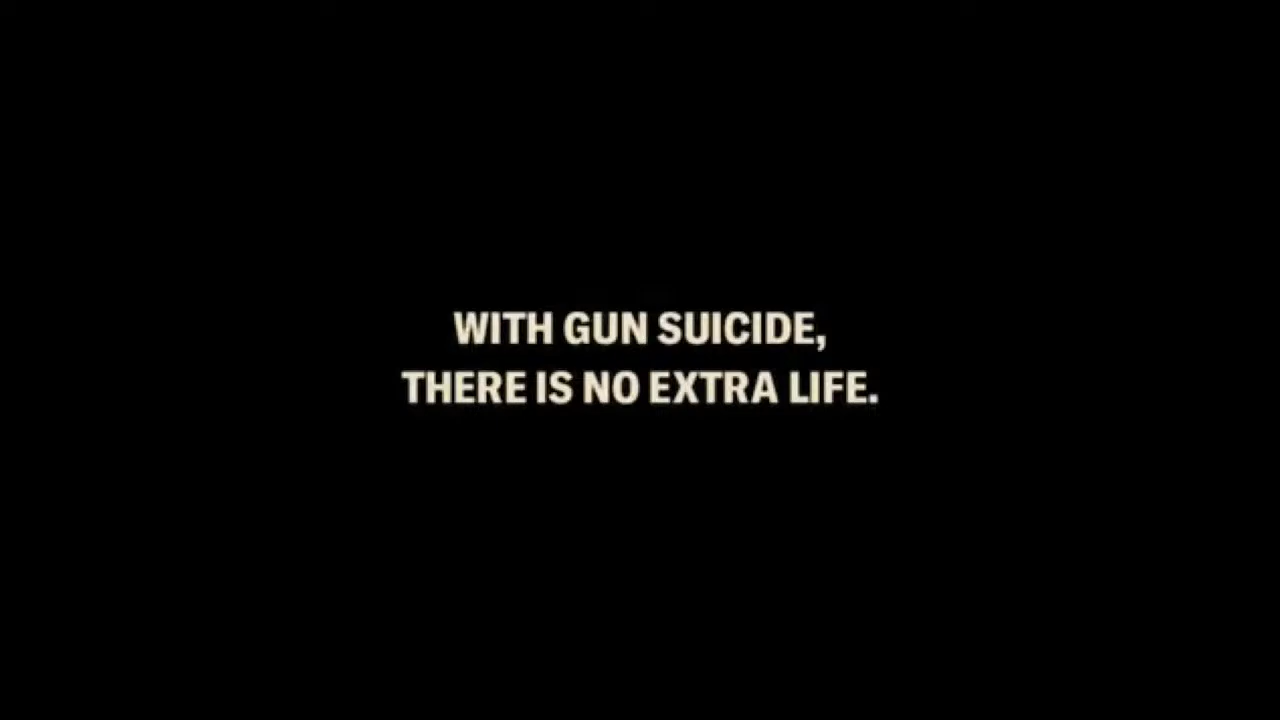 WITH GUN SUICIDE,
THERE IS NO EXTRA LIFE.